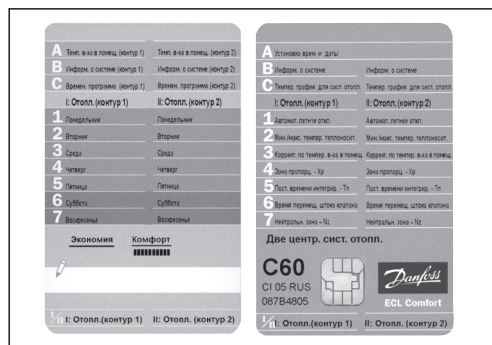 A Темп. в-ха в помещ. (контур 1) Темп. в-ха в помещ. (контур 2)
B Информ. о системе (контур 1) Информ. о системе (контур 2)
C Времен. программа (контур 1) Времен. программа (контур 2)
I: Отопл. (контур 1) II: Отопл. (контур 2)
1 Понедельник Понедельник
2 Вторник Вторник
3 Среда Среда
4 Четверг Четверг
5 Пятница Пятница
6 Суббота Суббота
7 Воскресенье Воскресенье
Экономия Комфорт
I/II I: Отопл.(контур 1) II: Отопл. (контур 2)
A Установка врем. и даты
B Информ. о системе Информ. о системе
C Темпер. график для сист. отопл. Темпер. график для сист. отопл.
I: Отопл. (контур 1) II: Отопл. (контур 2)
1 Автомат. летнее откл. Автомат. летнее откл.
2 Мин./макс. темпер. теплоносит. Мин./макс. темпер. теплоносит.
3 Коррект. по темпер. в-ха в помещ. Коррект. по темпер. в-ха в помещ.
4 Зона пропорц. - Xp Зона пропорц. - Xp
5 Пост. времени интегрир. - Tn Пост. времени интегрир. - Tn
6 Время перемещ. штока клапана Время перемещ. штока клапана
7 Нейтральн. зона – Nz Нейтральн. зона – Nz
Две центр. сист. отопл.
C60
CI 05 RUS
087B4805
Danfoss
ECL Comfort
I/II I: Отопл.(контур 1) II: Отопл. (контур 2)